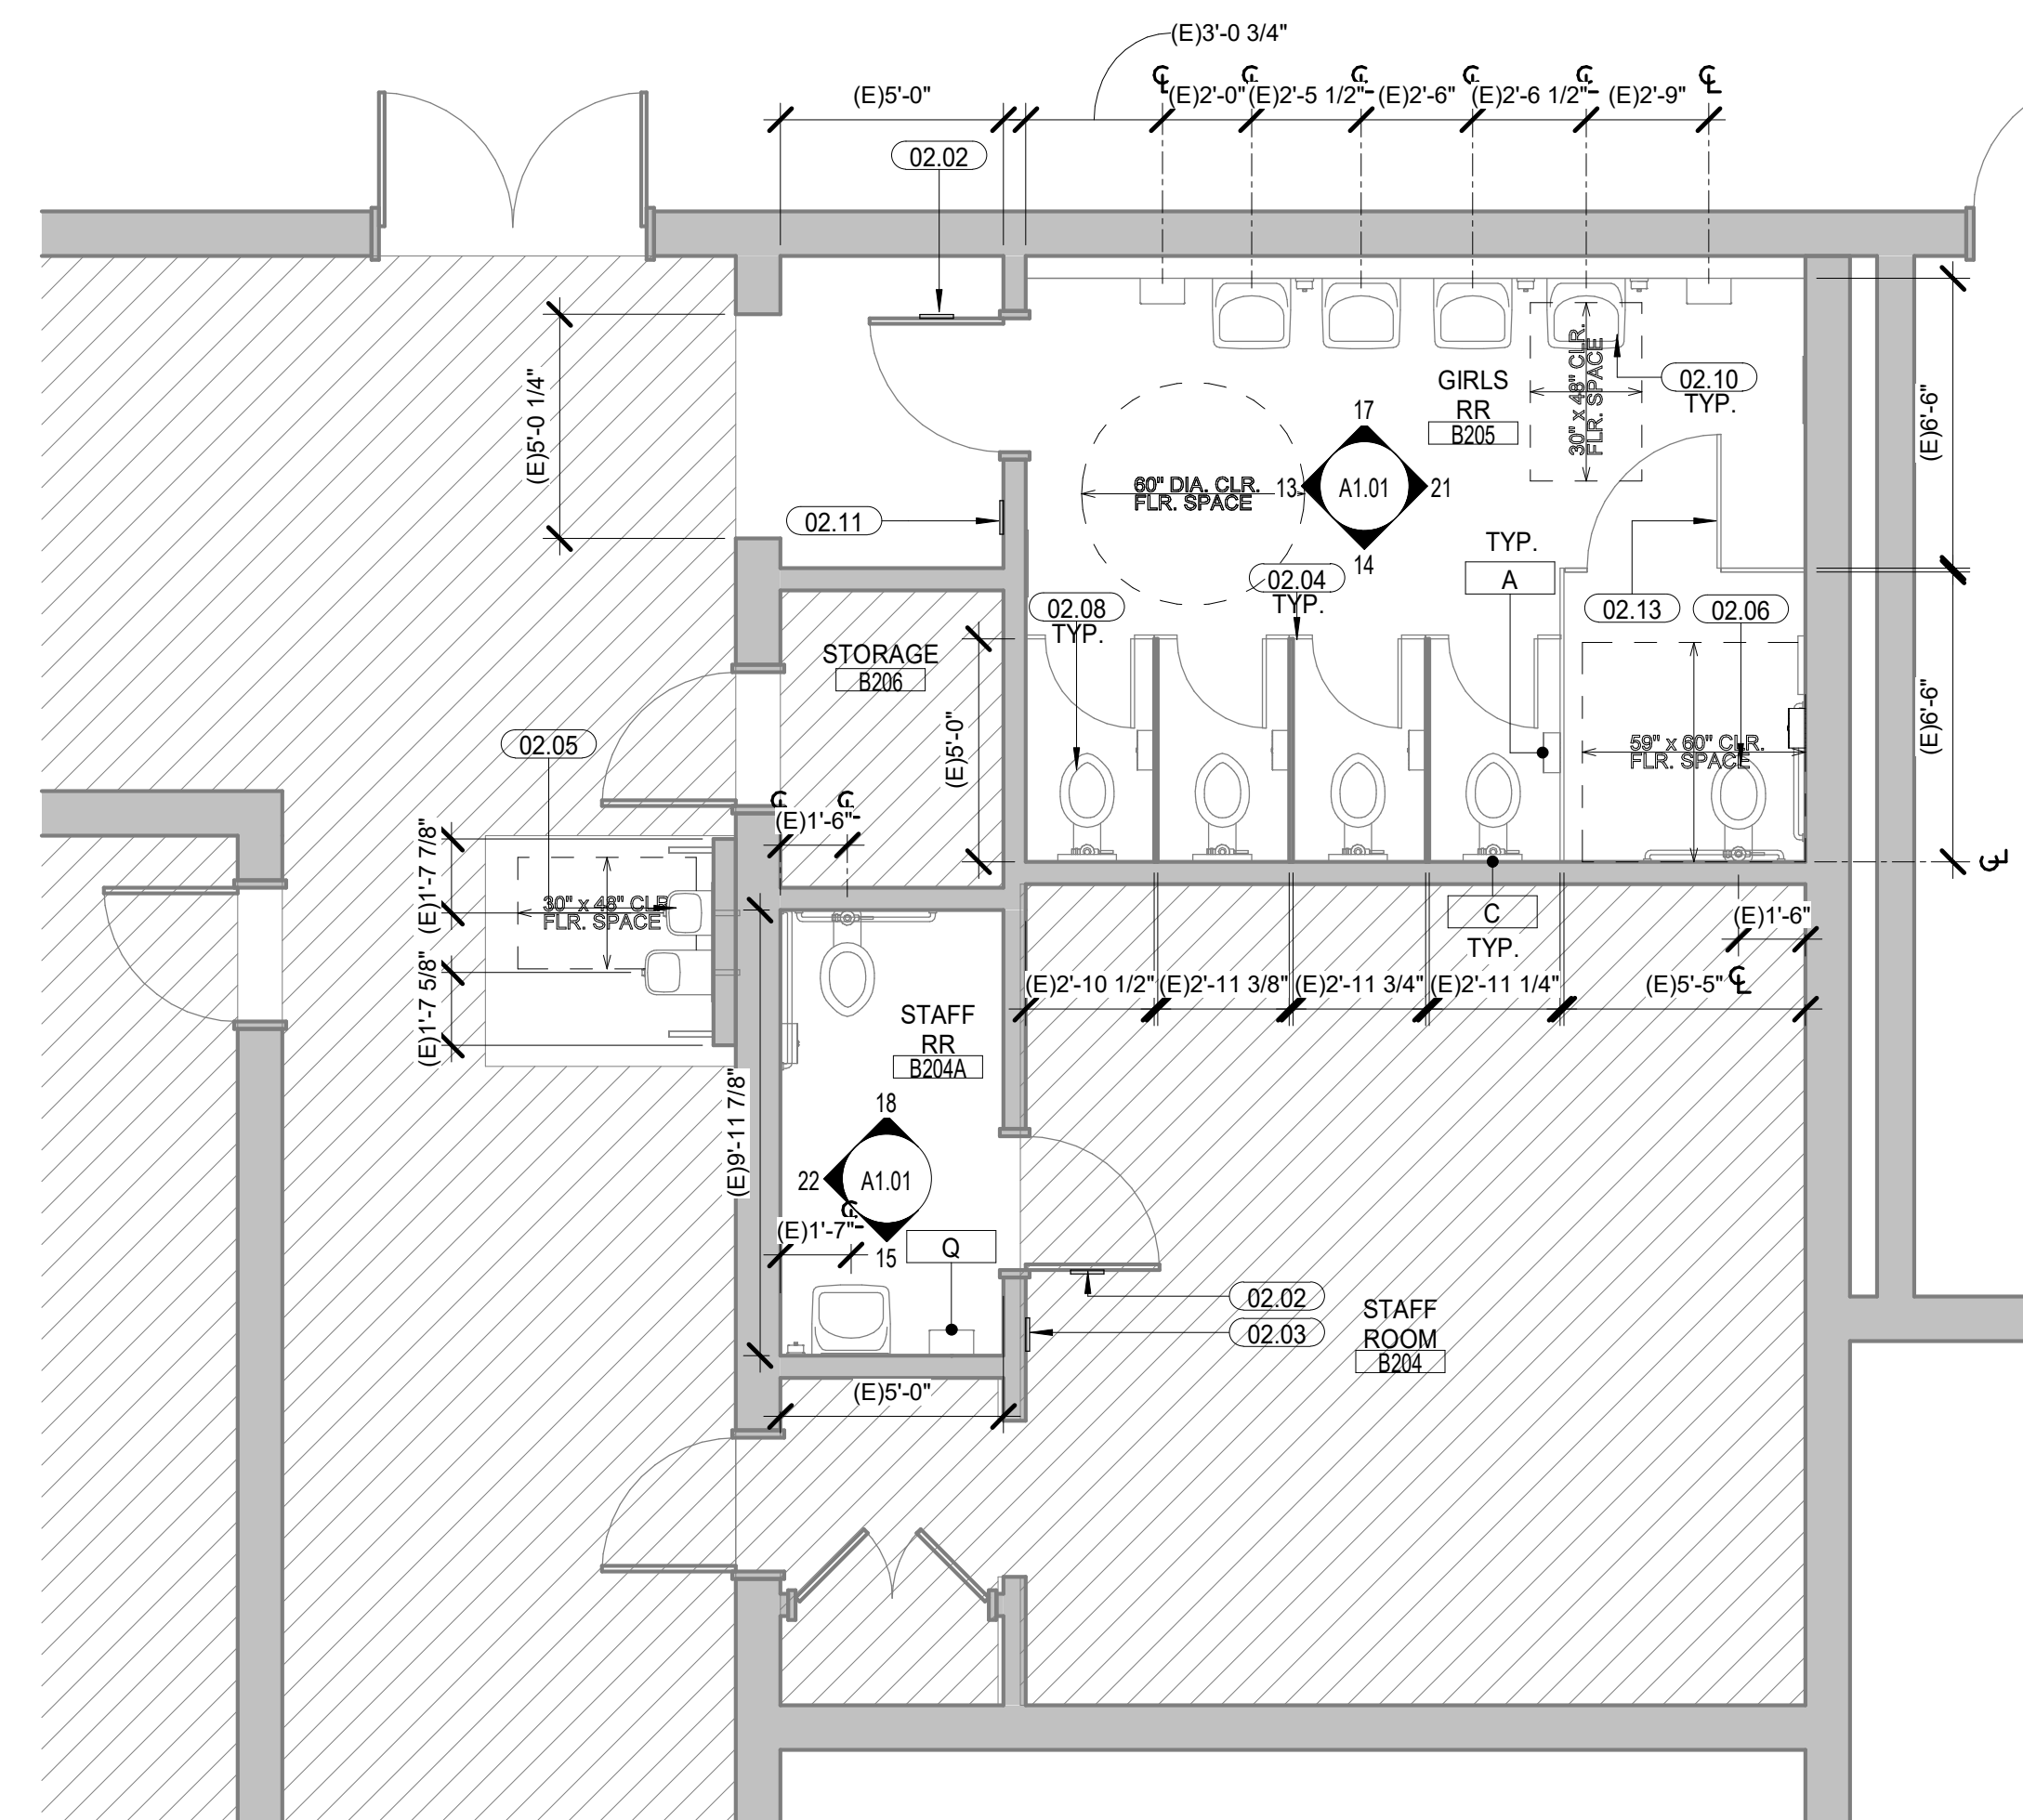 (E)3'-0 3/4"
(E)5'-0"
(E)2'-0"
(E)2'-5 1/2"
(E)2'-6"
(E)2'-6 1/2"
(E)2'-9"
02.02
(E)5'-0 1/4"
GIRLS
RR
B205
30" x 48" CLR.
FLR. SPACE
02.10
TYP.
(E)6'-6"
17
13
A1.01
21
14
60" DIA. CLR.
FLR. SPACE
02.11
TYP.
A
02.04
TYP.
02.08
TYP.
02.13
02.06
STORAGE
B206
(E)5'-0"
(E)6'-6"
02.05
59" x 60" CLR.
FLR. SPACE
(E)1'-6"
(E)1'-7 7/8"
30" x 48" CLR
FLR. SPACE
C
TYP.
(E)1'-6"
(E)1'-7 5/8"
(E)2'-10 1/2"
(E)2'-11 3/8"
(E)2'-11 3/4"
(E)2'-11 1/4"
(E)5'-5"
STAFF
RR
B204A
(E)9'-11 7/8"
18
22
A1.01
15
(E)1'-7"
Q
02.02
02.03
STAFF
ROOM
B204
(E)5'-0"